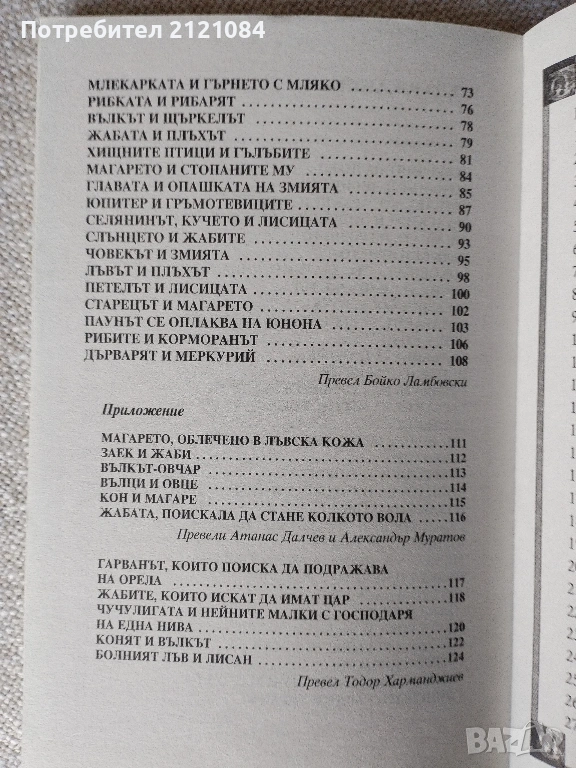 Потребител 2121084
МЛЕКАРКАТА И ГЪРНЕТО С МЛЯКО .................... 73
РИБКАТА И РИБАРЯТ .................... 76
ВЪЛКЪТ И ЩЪРКЕЛЪТ .................... 78
ЖАБАТА И ПЛЪХЪТ .................... 79
ХИЩНИТЕ ПТИЦИ И ГЪЛЪБИТЕ .................... 81
МАГАРЕТО И СТОПАНИТЕ МУ .................... 84
ГЛАВАТА И ОПАШКАТА НА ЗМИЯТА .................... 85
ЮПИТЕР И ГРЪМОТЕВИЦИТЕ .................... 87
СЕЛЯНИНЪТ, КУЧЕТО И ЛИСИЦАТА .................... 90
СЛЪНЦЕТО И ЖАБИТЕ .................... 93
ЧОВЕКЪТ И ЗМИЯТА .................... 95
ЛЪВЪТ И ПЛЪХЪТ .................... 98
ПЕТЕЛЪТ И ЛИСИЦАТА .................... 100
СТАРЕЦЪТ И МАГАРЕТО .................... 102
ПАУНЪТ СЕ ОПЛАКВА НА ЮНОНА .................... 103
РИБИТЕ И КОРМОРАНЪТ .................... 106
ДЪРВАРЯТ И МЕРКУРИЙ .................... 108
Превел Бойко Ламбовски
Приложение
МАГАРЕТО, ОБЛЕЧЕНО В ЛЪВСКА КОЖА .................... 111
ЗАЕК И ЖАБИ .................... 112
ВЪЛКЪТ-ОВЧАР .................... 113
ВЪЛЦИ И ОВЦЕ .................... 114
КОН И МАГАРЕ .................... 115
ЖАБАТА, ПОИСКАЛА ДА СТАНЕ КОЛКОТО ВОЛА .......... 116
Превели Атанас Далчев и Александър Муратов
ГАРВАНЪТ, КОЙТО ПОИСКА ДА ПОДРАЖАВА
НА ОРЕЛА .................... 117
ЖАБИТЕ, КОИТО ИСКАТ ДА ИМАТ ЦАР .................... 118
ЧУЧУЛИГАТА И НЕЙНИТЕ МАЛКИ С ГОСПОДАРЯ
НА ЕДНА НИВА .................... 120
КОНЯТ И ВЪЛКЪТ .................... 122
БОЛНИЯТ ЛЪВ И ЛИСАН .................... 124
Превел Тодор Харманджиев
BAZAR